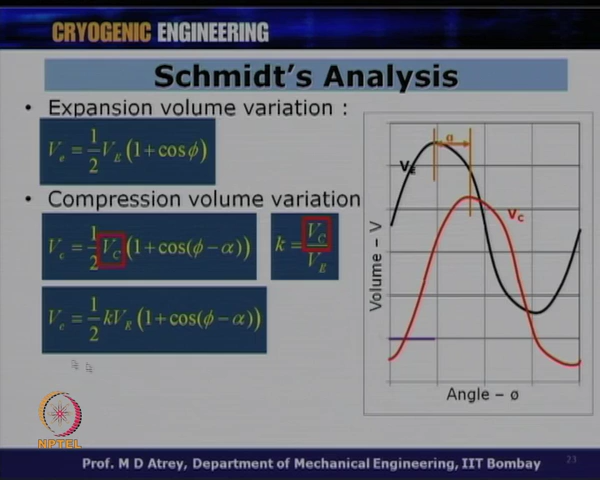 CRYOGENIC ENGINEERING
Schmidt's Analysis
• Expansion volume variation :
V_e = 1/2 V_E (1 + cos ϕ)
• Compression volume variation
V_c = 1/2 V_C (1 + cos(ϕ − α))
k = V_C / V_E
V_c = 1/2 kV_E (1 + cos(ϕ − α))
α
V_E
V_C
Volume – V
Angle – ø
NPTEL
Prof. M D Atrey, Department of Mechanical Engineering, IIT Bombay
23